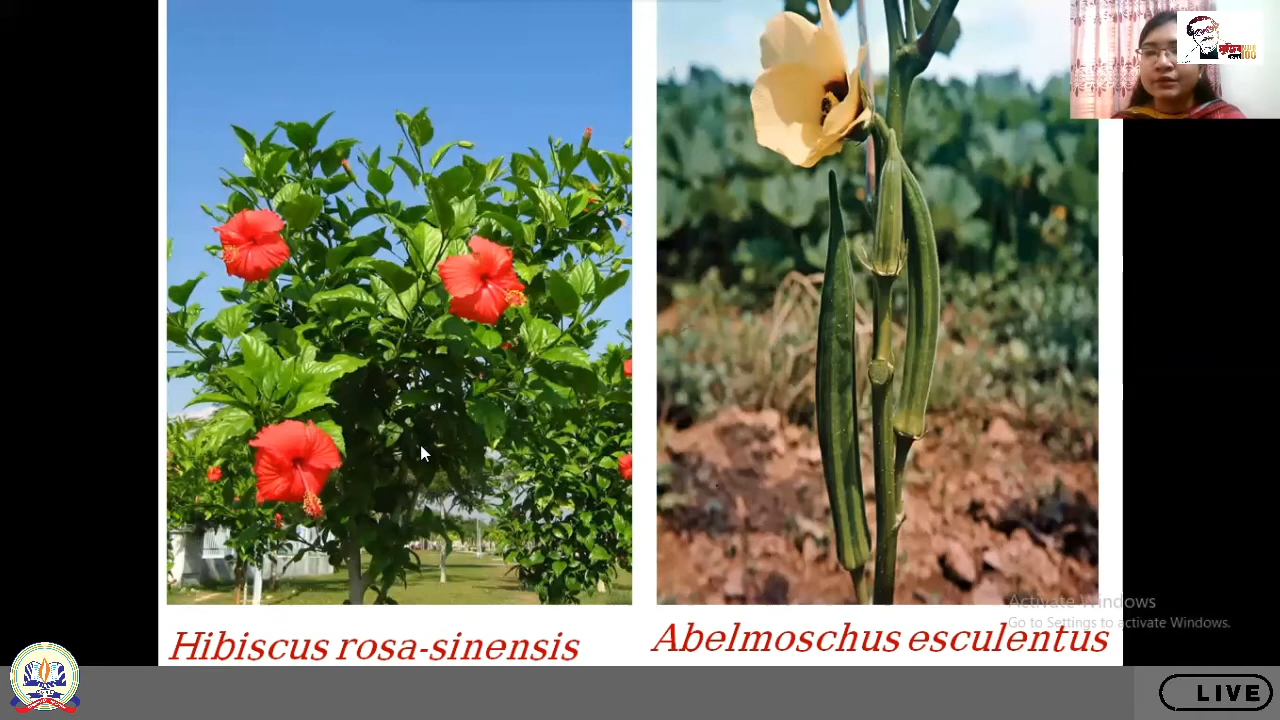 Hibiscus rosa-sinensis
Abelmoschus esculentus
Activate Windows
Go to Settings to activate Windows.
LIVE